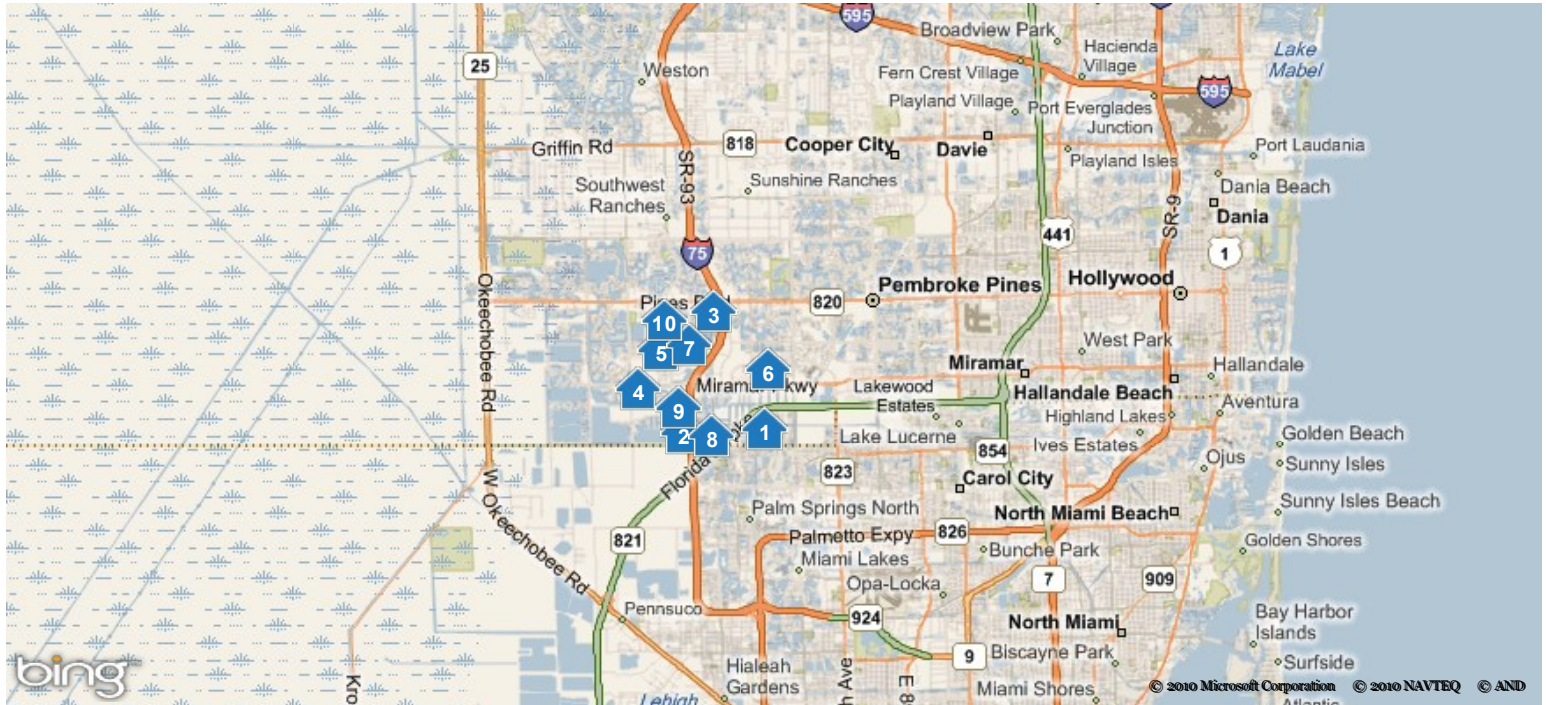 595
Broadview Park
Hacienda
Village
Lake
Mabel
25
Weston
Fern Crest Village
Playland Village
595
Port Everglades
Junction
Griffin Rd
818
Cooper City
Davie
Playland Isles
Port Laudania
SR-93
Southwest
Ranches
Sunshine Ranches
Dania Beach
Dania
SR-9
441
1
75
Okeechobee Rd
Pembroke Pines
Hollywood
820
3
10
7
5
West Park
6
Miramar
Hallandale
4
Lakewood
Estates
Hallandale Beach
9
Aventura
Highland Lakes
1
2
8
Lake Lucerne
Ives Estates
Golden Beach
854
Ojus
Sunny Isles
823
Florida
W Okeechobee Rd
Carol City
Palm Springs North
North Miami Beach
Sunny Isles Beach
821
Palmetto Expy
826
Golden Shores
Bunche Park
Miami Lakes
Opa-Locka
7
909
Pennsuco
924
North Miami
Bay Harbor
Islands
9
Biscayne Park
Surfside
bing
Hialeah
Gardens
Miami Shores
© 2010 Microsoft Corporation © 2010 NAVTEQ © AND
Lehigh